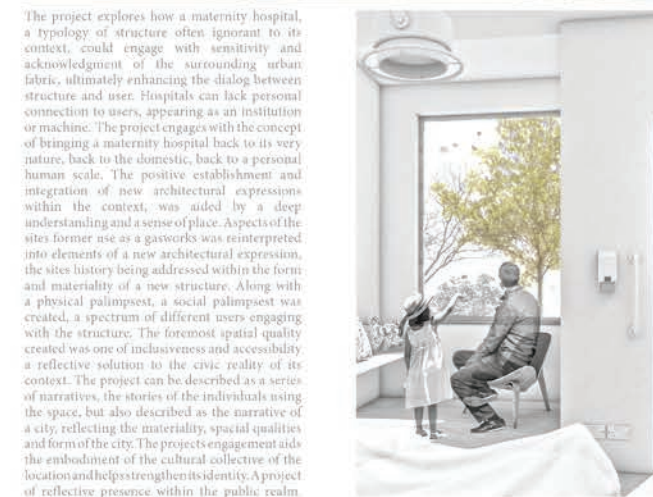 The project explores how a maternity hospital,
a typology of structure often ignorant to its
context, could engage with sensitivity and
acknowledgment of the surrounding urban
fabric, ultimately enhancing the dialog between
structure and user. Hospitals can lack personal
connection to users, appearing as an institution
or machine. The project engages with the concept
of bringing a maternity hospital back to its very
nature, back to the domestic, back to a personal
human scale. The positive establishment and
integration of new architectural expressions
within the context, was aided by a deep
understanding and a sense of place. Aspects of the
sites former use as a gasworks was reinterpreted
into elements of a new architectural expression,
the sites history being addressed within the form
and materiality of a new structure. Along with
a physical palimpsest, a social palimpsest was
created, a spectrum of different users engaging
with the structure. The foremost spatial quality
created was one of inclusiveness and accessibility
a reflective solution to the civic reality of its
context. The project can be described as a series
of narratives, the stories of the individuals using
the space, but also described as the narrative of
a city, reflecting the materiality, spacial qualities
and form of the city. The projects engagement aids
the embodiment of the cultural collective of the
location and helps strengthen its identity. A project
of reflective presence within the public realm